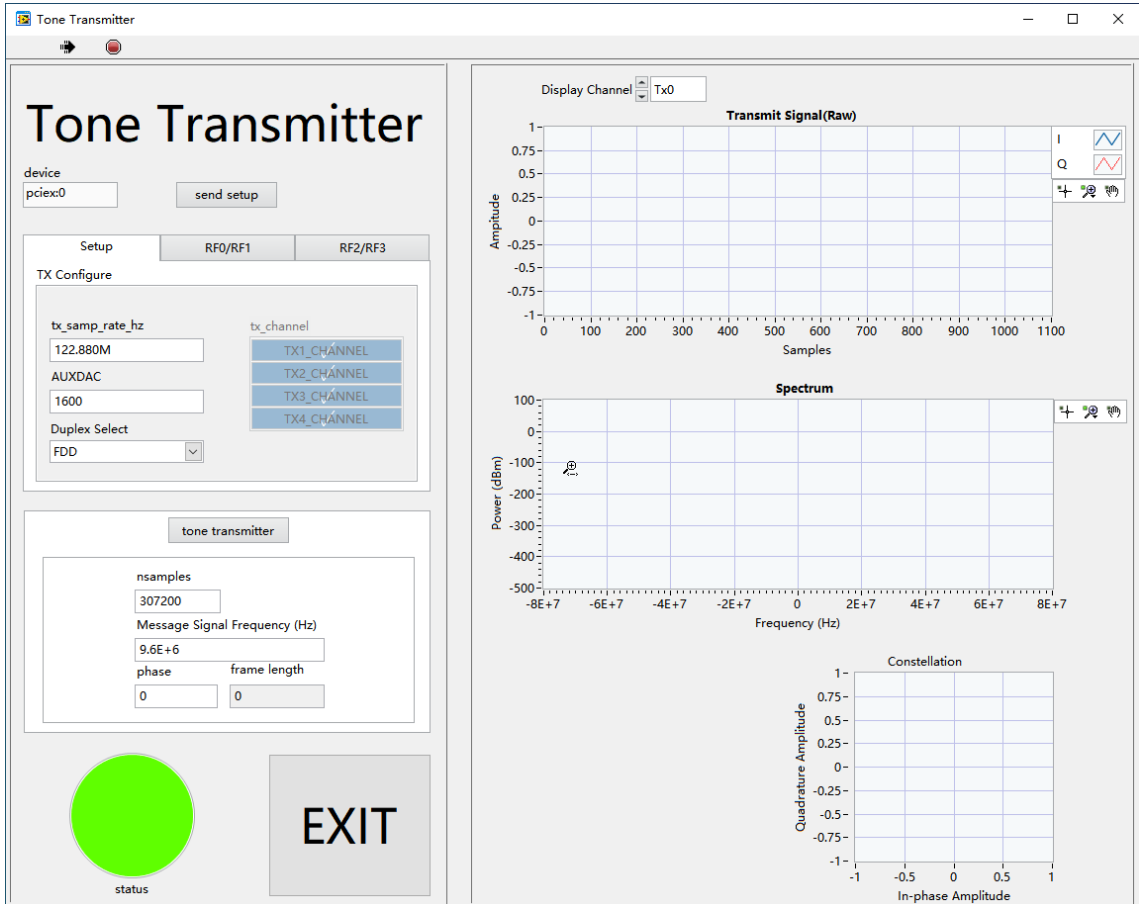 Tone Transmitter
Tone Transmitter
device
pciex:0
send setup
Setup
RF0/RF1
RF2/RF3
TX Configure
tx_samp_rate_hz
122.880M
AUXDAC
1600
Duplex Select
FDD
tx_channel
TX1_CHANNEL
TX2_CHANNEL
TX3_CHANNEL
TX4_CHANNEL
tone transmitter
nsamples
307200
Message Signal Frequency (Hz)
9.6E+6
phase
frame length
0
0
status
EXIT
Display Channel
Tx0
Transmit Signal(Raw)
I
Q
Ampitude
1
0.75
0.5
0.25
0
-0.25
-0.5
-0.75
-1
0 100 200 300 400 500 600 700 800 900 1000 1100
Samples
Spectrum
Power (dBm)
100
0
-100
-200
-300
-400
-500
-8E+7 -6E+7 -4E+7 -2E+7 0 2E+7 4E+7 6E+7 8E+7
Frequency (Hz)
Constellation
Quadrature Amplitude
1
0.75
0.5
0.25
0
-0.25
-0.5
-0.75
-1
-1 -0.5 0 0.5 1
In-phase Amplitude